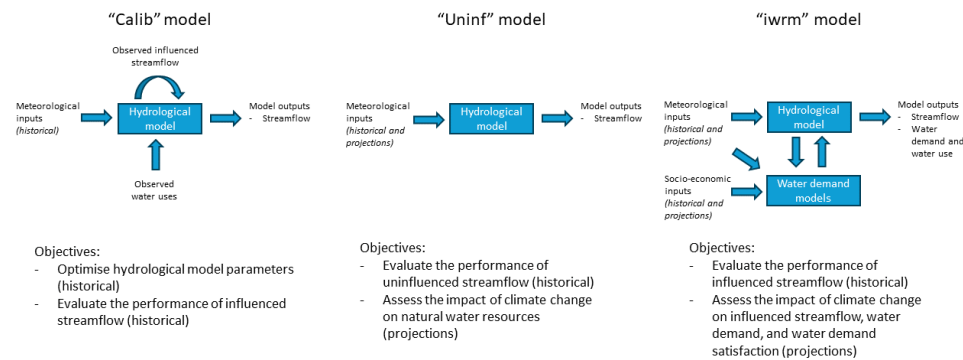 “Calib” model
Observed influenced
streamflow
Meteorological
inputs
(historical)
Hydrological
model
Model outputs
- Streamflow
Observed
water uses
Objectives:
- Optimise hydrological model parameters
(historical)
- Evaluate the performance of influenced
streamflow (historical)
“Uninf” model
Meteorological
inputs
(historical and
projections)
Hydrological
model
Model outputs
- Streamflow
Objectives:
- Evaluate the performance of
uninfluenced streamflow (historical)
- Assess the impact of climate change
on natural water resources
(projections)
“iwrm” model
Meteorological
inputs
(historical and
projections)
Hydrological
model
Model outputs
- Streamflow
- Water
demand and
water use
Socio-economic
inputs
(historical and
projections)
Water demand
models
Objectives:
- Evaluate the performance of
influenced streamflow (historical)
- Assess the impact of climate change
on influenced streamflow, water
demand, and water demand
satisfaction (projections)